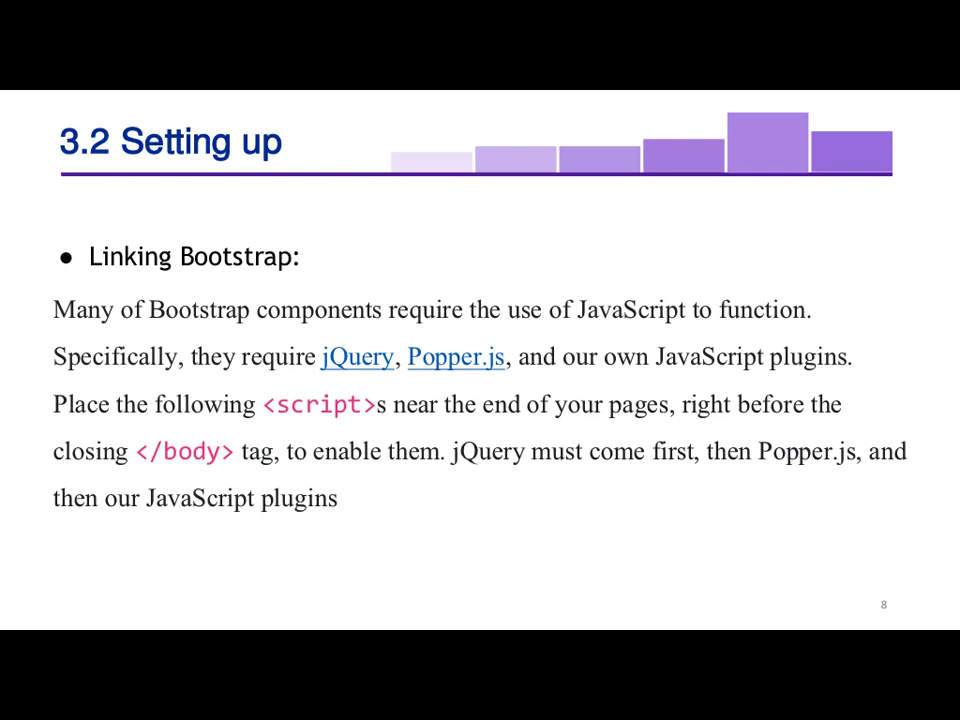 3.2 Setting up
● Linking Bootstrap:
Many of Bootstrap components require the use of JavaScript to function.
Specifically, they require jQuery, Popper.js, and our own JavaScript plugins.
Place the following <script>s near the end of your pages, right before the
closing </body> tag, to enable them. jQuery must come first, then Popper.js, and
then our JavaScript plugins
8